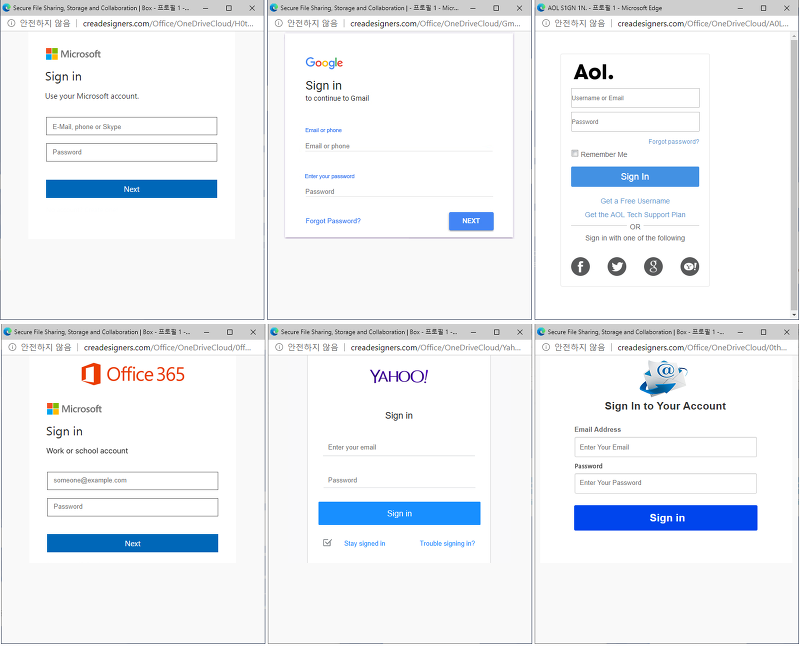 Secure File Sharing, Storage and Collaboration | Box - 프로필 1 -...
안전하지 않음 | creadesigners.com/Office/OneDriveCloud/H0t...
Microsoft
Sign in
Use your Microsoft account.
E-Mail, phone or Skype
Password
Next
Secure File Sharing, Storage and Collaboration | - 프로필 1 - Micr...
안전하지 않음 | creadesigners.com/Office/OneDriveCloud/Gm...
Google
Sign in
to continue to Gmail
Email or phone
Email or phone
Enter your password
Password
Forgot Password?
NEXT
AOL S1GN 1N. - 프로필 1 - Microsoft Edge
안전하지 않음 | creadesigners.com/Office/OneDriveCloud/A0L...
Aol.
Username or Email
Password
Forgot password?
Remember Me
Sign In
Get a Free Username
Get the AOL Tech Support Plan
OR
Sign in with one of the following
Secure File Sharing, Storage and Collaboration | Box - 프로필 1 -...
안전하지 않음 | creadesigners.com/Office/OneDriveCloud/0ff...
Office 365
Microsoft
Sign in
Work or school account
someone@example.com
Password
Next
Secure File Sharing, Storage and Collaboration | Box - 프로필 1 -...
안전하지 않음 | creadesigners.com/Office/OneDriveCloud/Yah...
YAHOO!
Sign in
Enter your email
Password
Sign in
Stay signed in
Trouble signing in?
Secure File Sharing, Storage and Collaboration | Box - 프로필 1 -...
안전하지 않음 | creadesigners.com/Office/OneDriveCloud/0th...
@
Sign In to Your Account
Email Address
Enter Your Email
Password
Enter Your Password
Sign in